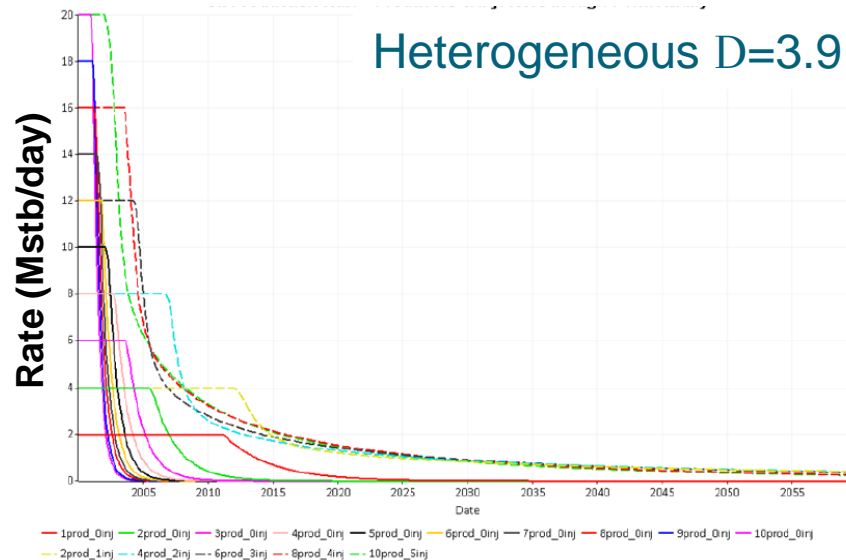 Heterogeneous D=3.9
Rate (Mstb/day)
20
18
16
14
12
10
8
6
4
2
0
2005 2010 2015 2020 2025 2030 2035 2040 2045 2050 2055
Date
1prod_0inj 2prod_0inj 3prod_0inj 4prod_0inj 5prod_0inj 6prod_0inj 7prod_0inj 8prod_0inj 9prod_0inj 10prod_0inj
2prod_1inj 4prod_2inj 6prod_3inj 8prod_4inj 10prod_5inj